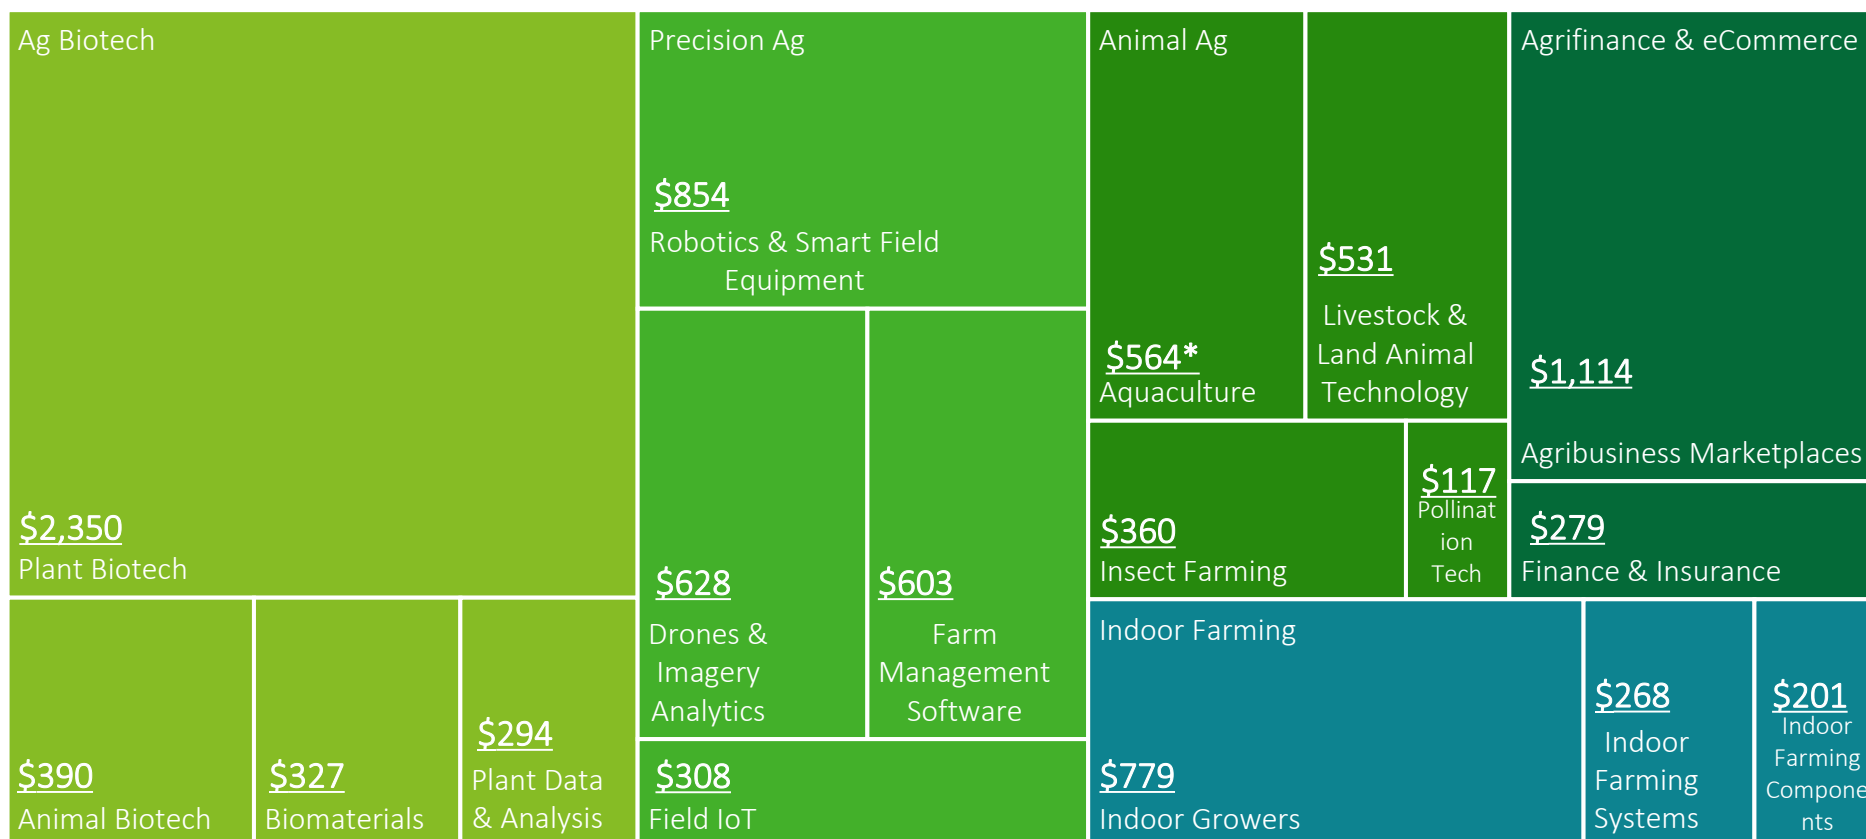 Ag Biotech
$2,350
Plant Biotech
$390
Animal Biotech
$327
Biomaterials
$294
Plant Data
& Analysis
Precision Ag
$854
Robotics & Smart Field
Equipment
$628
Drones &
Imagery
Analytics
$603
Farm
Management
Software
$308
Field IoT
Animal Ag
$564*
Aquaculture
$531
Livestock &
Land Animal
Technology
$360
Insect Farming
$117
Pollinat
ion
Tech
Agrifinance & eCommerce
$1,114
Agribusiness Marketplaces
$279
Finance & Insurance
Indoor Farming
$779
Indoor Growers
$268
Indoor
Farming
Systems
$201
Indoor
Farming
Compone
nts